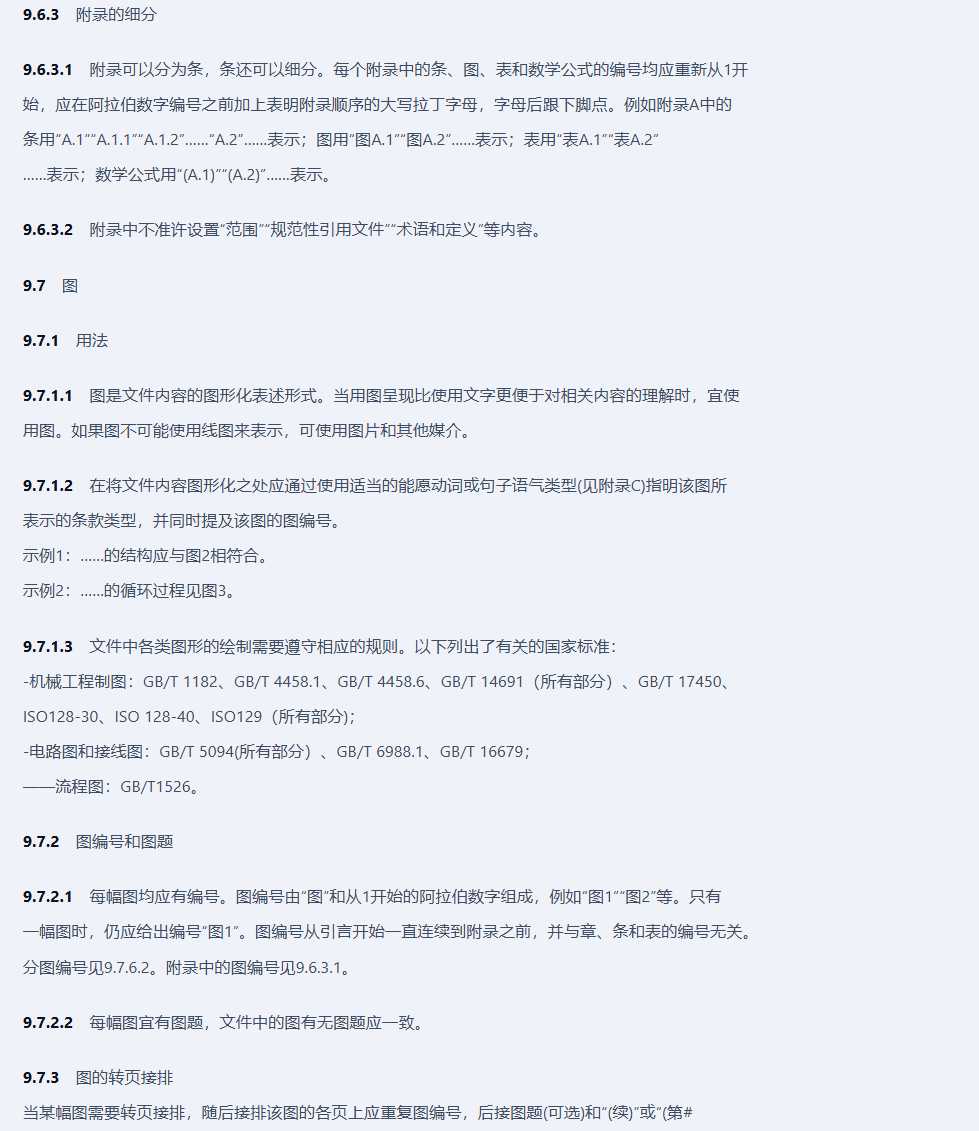 9.6.3 附录的细分
9.6.3.1 附录可以分为条，条还可以细分。每个附录中的条、图、表和数学公式的编号均应重新从1开
始，应在阿拉伯数字编号之前加上表明附录顺序的大写拉丁字母，字母后跟下脚点。例如附录A中的
条用“A.1”“A.1.1”“A.1.2”……“A.2”……表示；图用“图A.1”“图A.2”……表示；表用“表A.1”“表A.2”
……表示；数学公式用“(A.1)”“(A.2)”……表示。
9.6.3.2 附录中不准许设置“范围”“规范性引用文件”“术语和定义”等内容。
9.7 图
9.7.1 用法
9.7.1.1 图是文件内容的图形化表述形式。当用图呈现比使用文字更便于对相关内容的理解时，宜使
用图。如果图不可能使用线图来表示，可使用图片和其他媒介。
9.7.1.2 在将文件内容图形化之处应通过使用适当的能愿动词或句子语气类型(见附录C)指明该图所
表示的条款类型，并同时提及该图的图编号。
示例1：……的结构应与图2相符合。
示例2：……的循环过程见图3。
9.7.1.3 文件中各类图形的绘制需要遵守相应的规则。以下列出了有关的国家标准：
-机械工程制图：GB/T 1182、GB/T 4458.1、GB/T 4458.6、GB/T 14691（所有部分）、GB/T 17450、
ISO128-30、ISO 128-40、ISO129（所有部分)；
-电路图和接线图：GB/T 5094(所有部分）、GB/T 6988.1、GB/T 16679；
——流程图：GB/T1526。
9.7.2 图编号和图题
9.7.2.1 每幅图均应有编号。图编号由“图”和从1开始的阿拉伯数字组成，例如“图1”“图2”等。只有
一幅图时，仍应给出编号“图1”。图编号从引言开始一直连续到附录之前，并与章、条和表的编号无关。
分图编号见9.7.6.2。附录中的图编号见9.6.3.1。
9.7.2.2 每幅图宜有图题，文件中的图有无图题应一致。
9.7.3 图的转页接排
当某幅图需要转页接排，随后接排该图的各页上应重复图编号，后接图题(可选)和“(续)”或“(第#